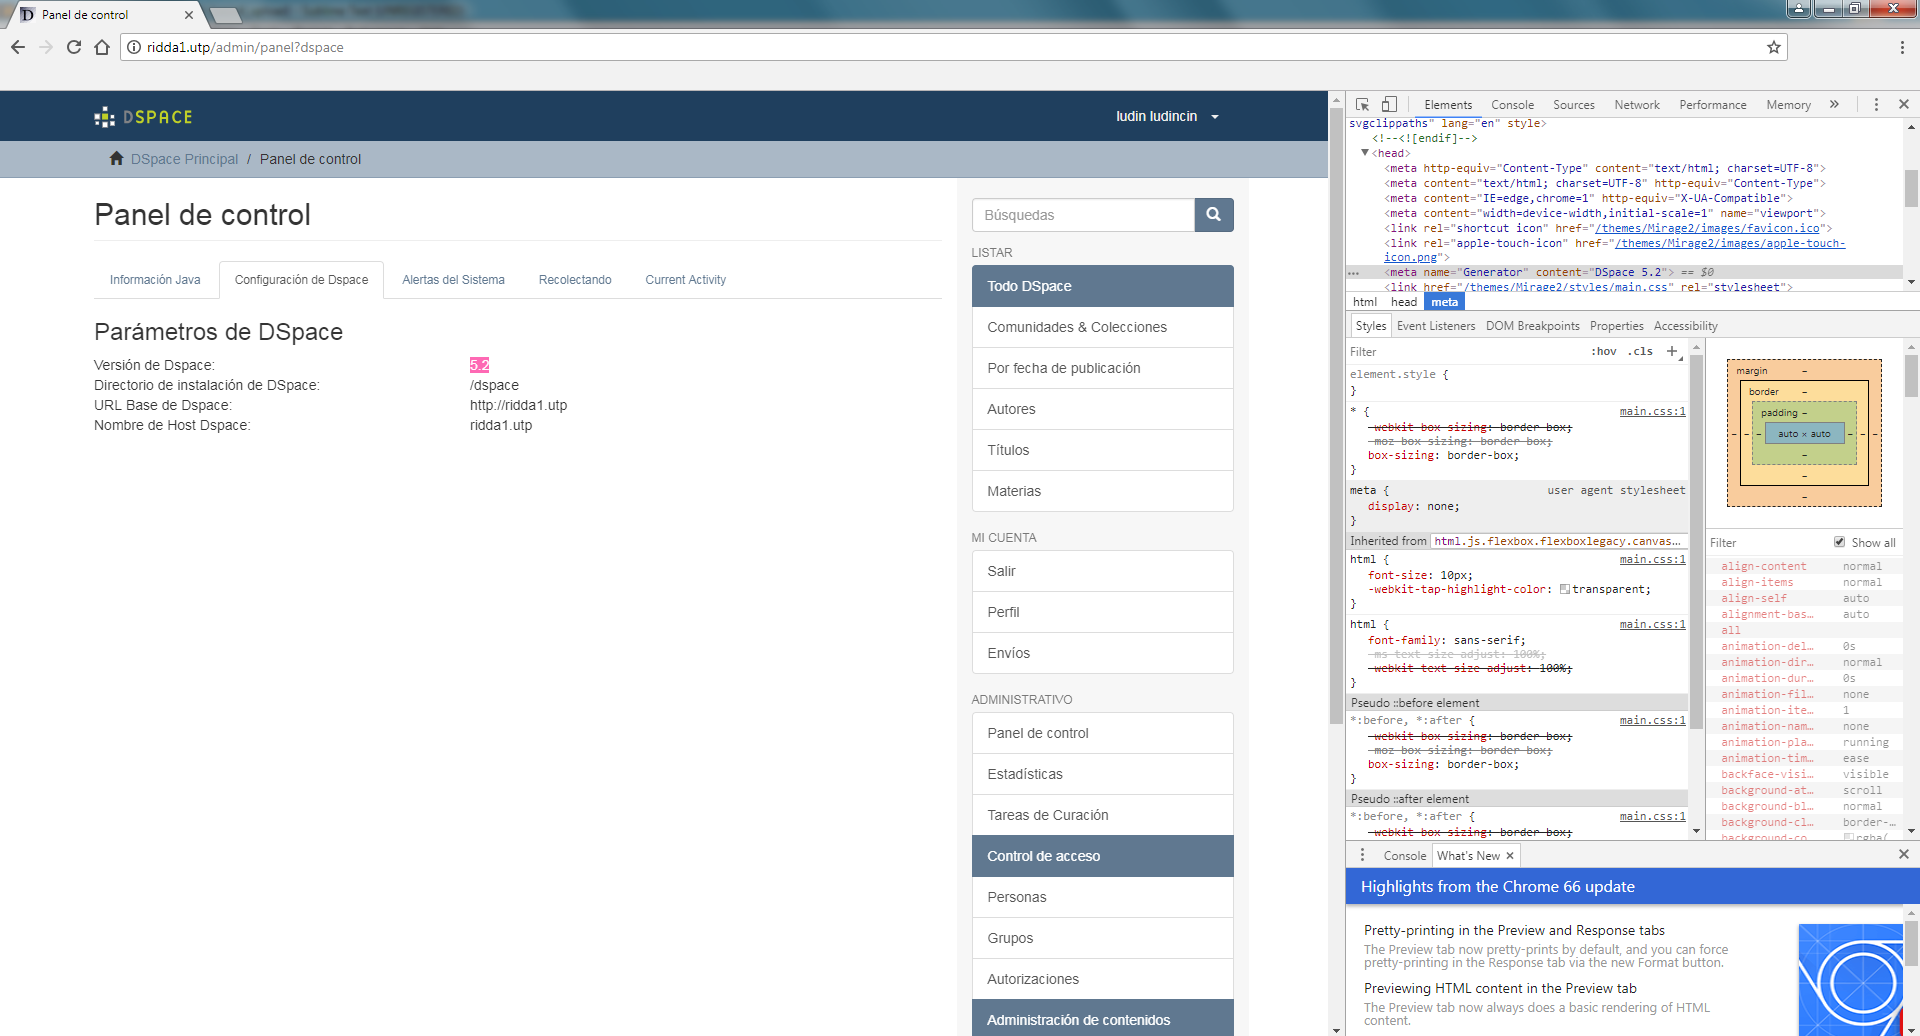 Panel de control
ridda1.utp/admin/panel?dspace
DSPACE
ludin ludincin
DSpace Principal / Panel de control
Panel de control
Información Java
Configuración de Dspace
Alertas del Sistema
Recolectando
Current Activity
Parámetros de DSpace
Versión de Dspace: 5.2
Directorio de instalación de DSpace: /dspace
URL Base de Dspace: http://ridda1.utp
Nombre de Host Dspace: ridda1.utp
Búsquedas
LISTAR
Todo DSpace
Comunidades & Colecciones
Por fecha de publicación
Autores
Títulos
Materias
MI CUENTA
Salir
Perfil
Envíos
ADMINISTRATIVO
Panel de control
Estadísticas
Tareas de Curación
Control de acceso
Personas
Grupos
Autorizaciones
Administración de contenidos
Elements Console Sources Network Performance Memory »
svgclippaths" lang="en" style>
<!--<![endif]-->
<head>
<meta http-equiv="Content-Type" content="text/html; charset=UTF-8">
<meta content="text/html; charset=UTF-8" http-equiv="Content-Type">
<meta content="IE=edge,chrome=1" http-equiv="X-UA-Compatible">
<meta content="width=device-width,initial-scale=1" name="viewport">
<link rel="shortcut icon" href="/themes/Mirage2/images/favicon.ico">
<link rel="apple-touch-icon" href="/themes/Mirage2/images/apple-touch-
icon.png">
... <meta name="Generator" content="DSpace 5.2"> == $0
<link href="/themes/Mirage2/styles/main.css" rel="stylesheet">
html head meta
Styles Event Listeners DOM Breakpoints Properties Accessibility
Filter :hov .cls +
element.style {
}
* { main.css:1
-webkit-box-sizing: border-box;
-moz-box-sizing: border-box;
box-sizing: border-box;
}
meta { user agent stylesheet
display: none;
}
Inherited from html.js.flexbox.flexboxlegacy.canvas…
html { main.css:1
font-size: 10px;
-webkit-tap-highlight-color: transparent;
}
html { main.css:1
font-family: sans-serif;
-ms-text-size-adjust: 100%;
-webkit-text-size-adjust: 100%;
}
Pseudo ::before element
*:before, *:after { main.css:1
-webkit-box-sizing: border-box;
-moz-box-sizing: border-box;
box-sizing: border-box;
}
Pseudo ::after element
*:before, *:after { main.css:1
-webkit-box-sizing: border-box;
margin –
border –
padding –
– – – auto × auto – – –
–
–
–
Filter Show all
align-content normal
align-items normal
align-self auto
alignment-bas… auto
all
animation-del… 0s
animation-dir… normal
animation-dur… 0s
animation-fil… none
animation-ite… 1
animation-nam… none
animation-pla… running
animation-tim… ease
backface-visi… visible
background-at… scroll
background-bl… normal
background-cl… border-…
background-co… rgba(
Console What's New ×
Highlights from the Chrome 66 update
Pretty-printing in the Preview and Response tabs
The Preview tab now pretty-prints by default, and you can force
pretty-printing in the Response tab via the new Format button.
Previewing HTML content in the Preview tab
The Preview tab now always does a basic rendering of HTML
content.